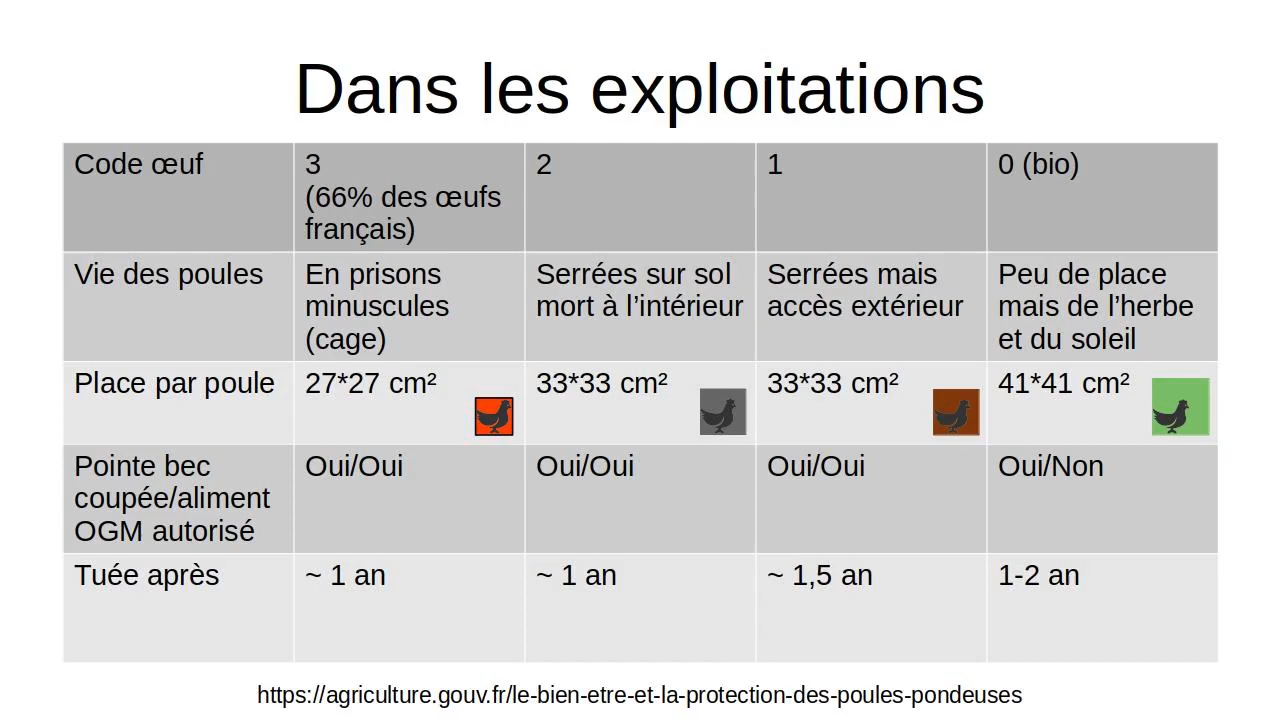 Dans les exploitations
Code œuf
3
(66% des œufs
français)
2
1
0 (bio)
Vie des poules
En prisons
minuscules
(cage)
Serrées sur sol
mort à l’intérieur
Serrées mais
accès extérieur
Peu de place
mais de l’herbe
et du soleil
Place par poule
27*27 cm²
33*33 cm²
33*33 cm²
41*41 cm²
Pointe bec
coupée/aliment
OGM autorisé
Oui/Oui
Oui/Oui
Oui/Oui
Oui/Non
Tuée après
~ 1 an
~ 1 an
~ 1,5 an
1-2 an
https://agriculture.gouv.fr/le-bien-etre-et-la-protection-des-poules-pondeuses